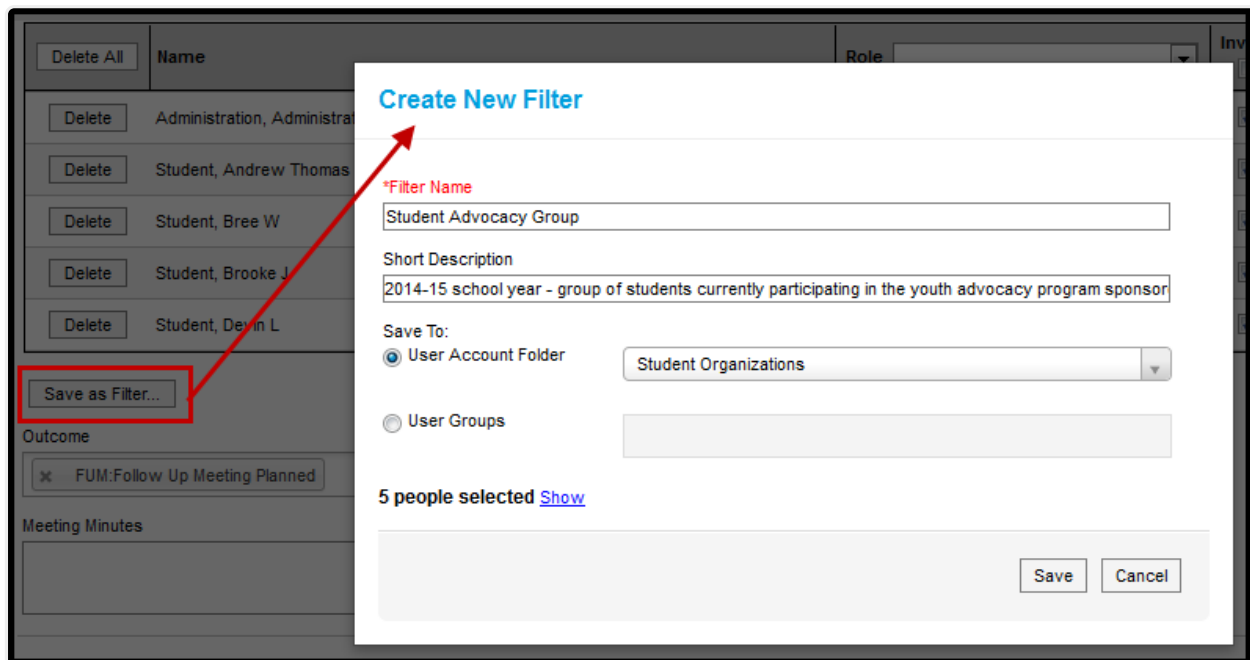 Delete All Name Role Inv
Create New Filter
Delete Administration, Administrat
Delete Student, Andrew Thomas
*Filter Name
Student Advocacy Group
Delete Student, Bree W
Short Description
Delete Student, Brooke J
2014-15 school year - group of students currently participating in the youth advocacy program sponsor
Delete Student, Devin L
Save To:
User Account Folder Student Organizations
Save as Filter...
User Groups
Outcome
FUM:Follow Up Meeting Planned
5 people selected Show
Meeting Minutes
Save Cancel